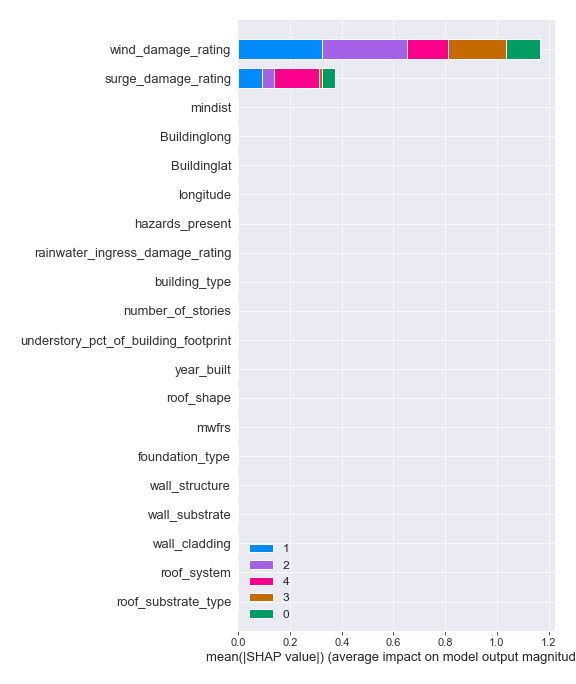 wind_damage_rating
surge_damage_rating
mindist
Buildinglong
Buildinglat
longitude
hazards_present
rainwater_ingress_damage_rating
building_type
number_of_stories
understory_pct_of_building_footprint
year_built
roof_shape
mwfrs
foundation_type
wall_structure
wall_substrate
wall_cladding
roof_system
roof_substrate_type
1
2
4
3
0
0.0 0.2 0.4 0.6 0.8 1.0 1.2
mean(|SHAP value|) (average impact on model output magnitud